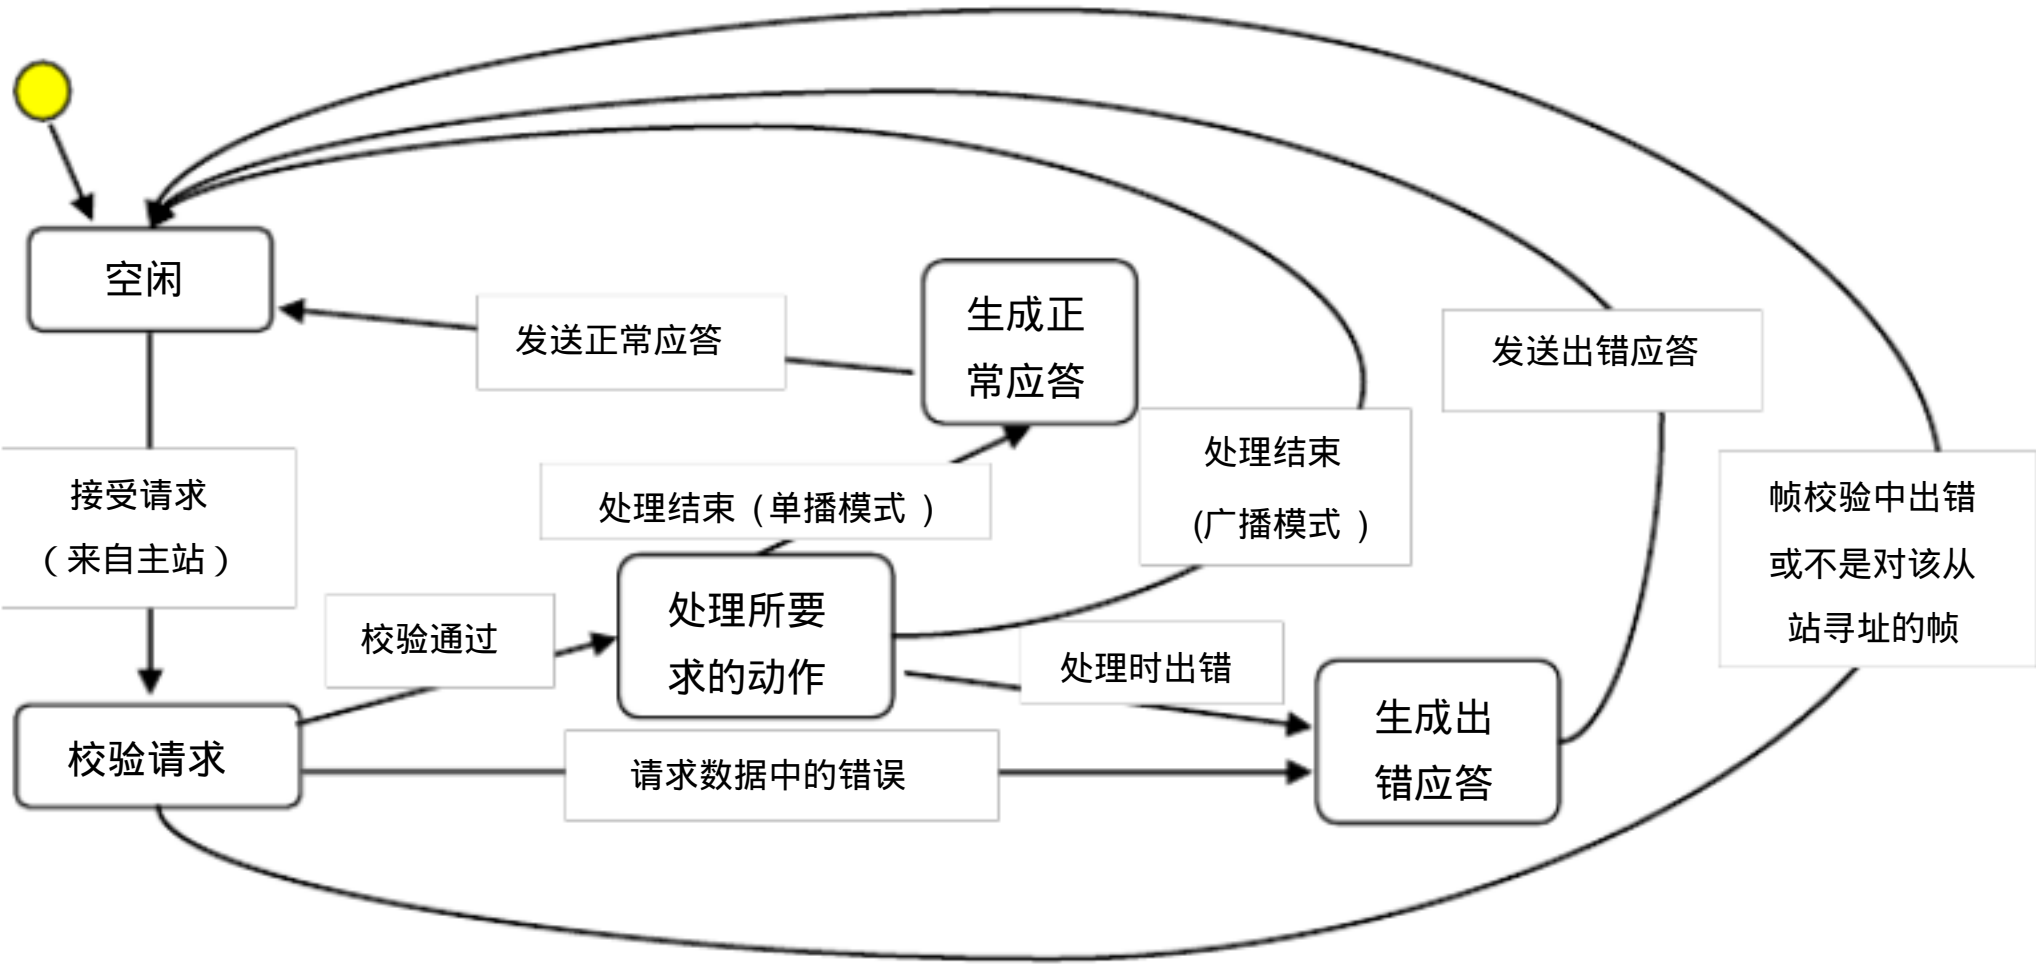 空闲
生成正
常应答
发送正常应答
发送出错应答
处理结束
(广播模式 )
接受请求
（来自主站）
处理结束（单播模式 ）
帧校验中出错
或不是对该从
站寻址的帧
校验通过
处理所要
求的动作
处理时出错
校验请求
请求数据中的错误
生成出
错应答